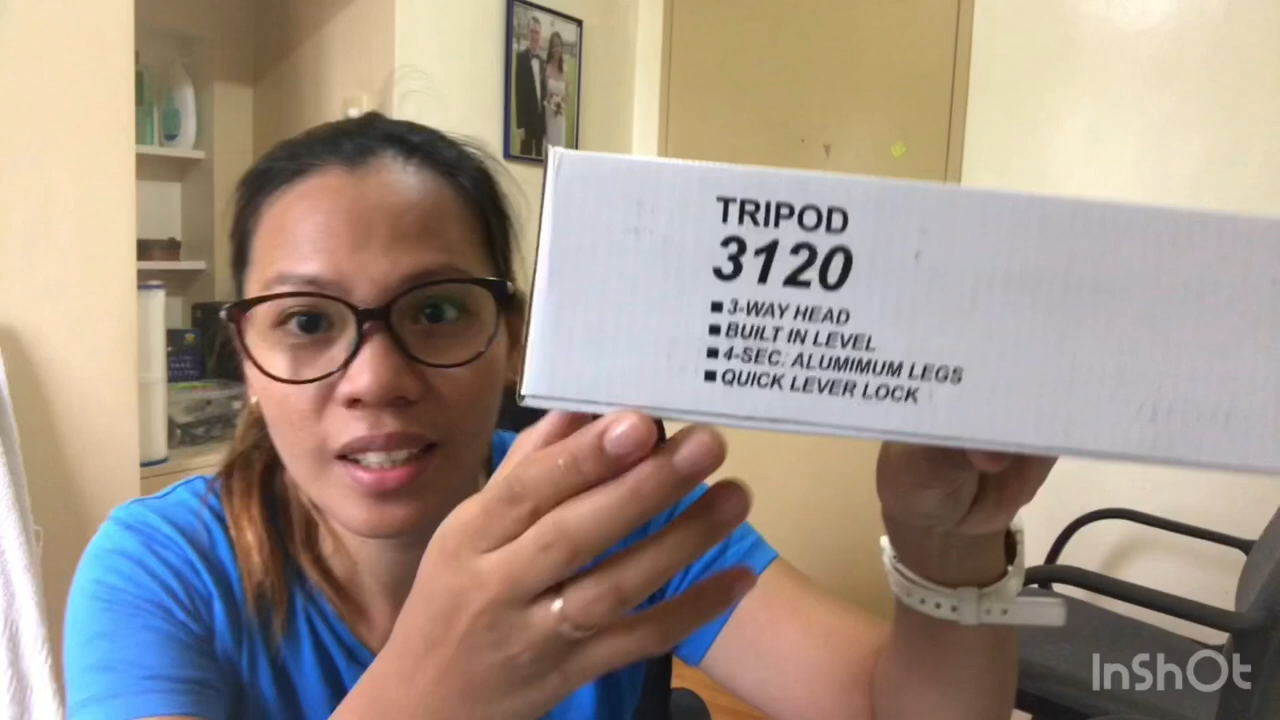 TRIPOD
3120
■ 3-WAY HEAD
■ BUILT IN LEVEL
■ 4-SEC. ALUMIMUM LEGS
■ QUICK LEVER LOCK
InShOt